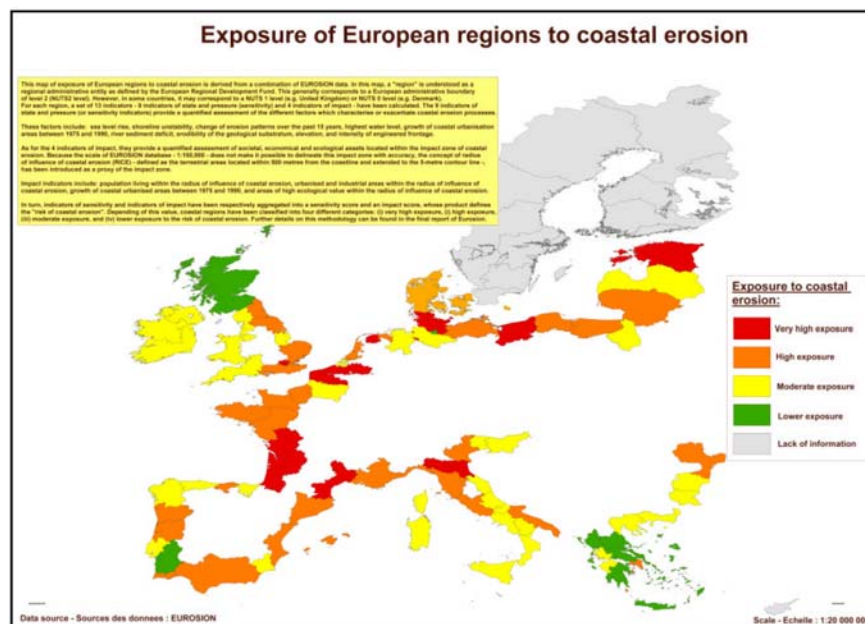 Exposure of European regions to coastal erosion
This map of exposure of European regions to coastal erosion is derived from a combination of EUROSION data. In this map, a "region" is understood as
regional administrative entity as defined by the European Regional Development Fund. This generally corresponds to a European administrative boundary
of level 2 (NUTS2 level). However, in some countries, it may correspond to a NUTS 1 level (e.g. United Kingdom) or NUTS 0 level (e.g. Denmark).
For each region, a set of 13 indicators - 9 indicators of state and pressure (sensitivity) and 4 indicators of impact - have been calculated. The 9 indicators of
state and pressure (or sensitivity indicators) provide a quantified assessment of the different factors which characterise or exacerbate coastal erosion processes.
These factors include: sea level rise, shoreline unstability, change of erosion patterns over the past 15 years, highest water level, growth of coastal urbanisation
areas between 1975 and 1990, river sediment deficit, erodibility of the geological substratum, elevation, and intensity of engineered frontage.
As for the 4 indicators of impact, they provide a quantified assessment of societal, economical and ecological assets located within the impact zone of coastal
erosion. Because the scale of EUROSION database - 1:100,000 - does not make it possible to delineate this impact zone with accuracy, the concept of radius
of influence of coastal erosion (RICE) - defined as the terrestrial areas located within 500 metres from the coastline and extended to the 5-metre contour line -,
has been introduced as a proxy of the impact zone.
Impact indicators include: population living within the radius of influence of coastal erosion, urbanised and industrial areas within the radius of influence of
coastal erosion, growth of coastal urbanised areas between 1975 and 1990, and areas of high ecological value within the radius of influence of coastal erosion.
In turn, indicators of sensitivity and indicators of impact have been respectively aggregated into a sensitivity score and an impact score, whose product defines
the "risk of coastal erosion". Depending of this value, coastal regions have been classified into four different categories: (i) very high exposure, (ii) high exposure,
(iii) moderate exposure, and (iv) lower exposure to the risk of coastal erosion. Further details on this methodology can be found in the final report of Eurosion.
Exposure to coastal
erosion:
Very high exposure
High exposure
Moderate exposure
Lower exposure
Lack of information
Data source - Sources des donnees : EUROSION
Scale - Echelle : 1:20 000 00